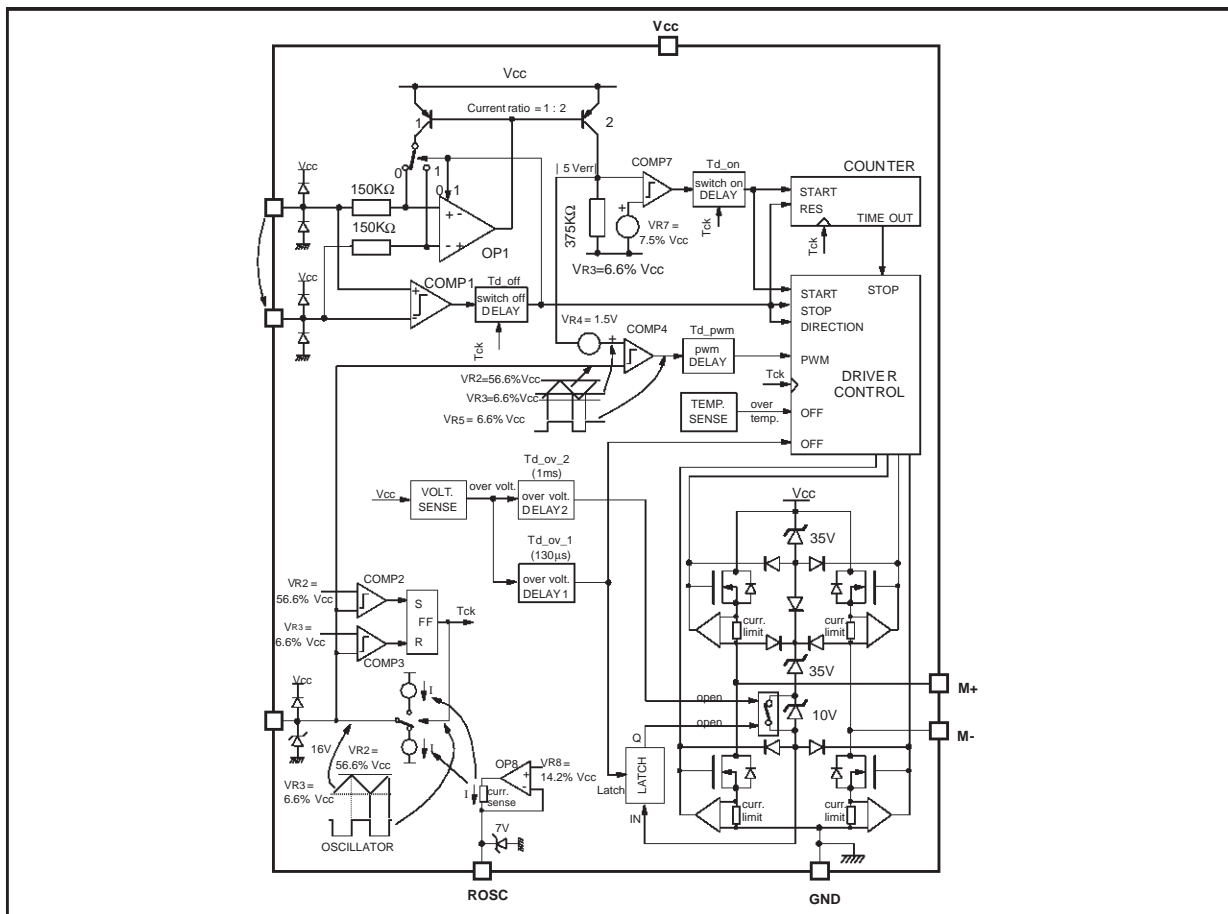 Vcc
Vcc
Current ratio = 1 : 2
1
2
Vcc
0
1
| 5 Verr |
COMP7
Td_on
COUNTER
150KΩ
0
1
switch on
DELAY
START
RES
TIME OUT
+ -
- +
375KΩ
+
VR7 =
7.5% Vcc
Tck
Tck
150KΩ
OP1
VR3=6.6% Vcc
Vcc
COMP1
Td_off
+
-
switch off
DELAY
START
STOP
STOP
DIRECTION
VR4 = 1.5V
+
COMP4
Td_pwm
Tck
pwm
DELAY
PWM
VR2=56.6%Vcc
Tck
DRIVER
CONTROL
VR3=6.6%Vcc
VR5 = 6.6% Vcc
TEMP.
SENSE
over
temp.
OFF
OFF
Td_ov_2
(1ms)
Vcc
VOLT.
SENSE
over volt.
over volt.
DELAY2
Vcc
35V
Td_ov_1
(130µs)
over volt.
DELAY1
VR2=
56.6% Vcc
COMP2
S
FF
R
Tck
VR3=
6.6% Vcc
COMP3
curr.
limit
curr.
limit
35V
Vcc
I
M+
open
10V
open
M-
16V
VR2=
56.6% Vcc
I
Q
OP8
+
-
VR8=
14.2% Vcc
LATCH
Latch
VR3=
6.6% Vcc
I
curr.
sense
IN
curr.
limit
curr.
limit
7V
OSCILLATOR
ROSC
GND